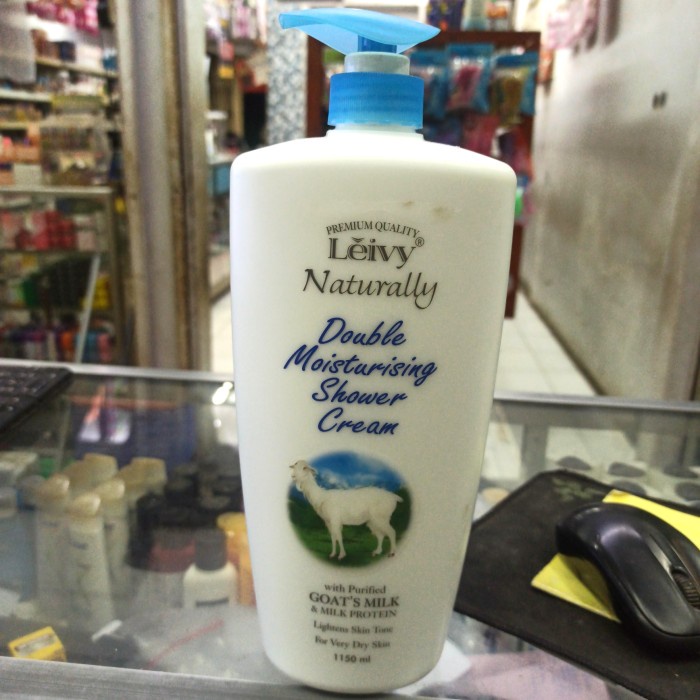 PREMIUM QUALITY
Lěivy®
Naturally
Double
Moisturising
Shower
Cream
with Purified
GOAT'S MILK
& MILK PROTEIN
Lightens Skin Tone
For Very Dry Skin
1150 ml